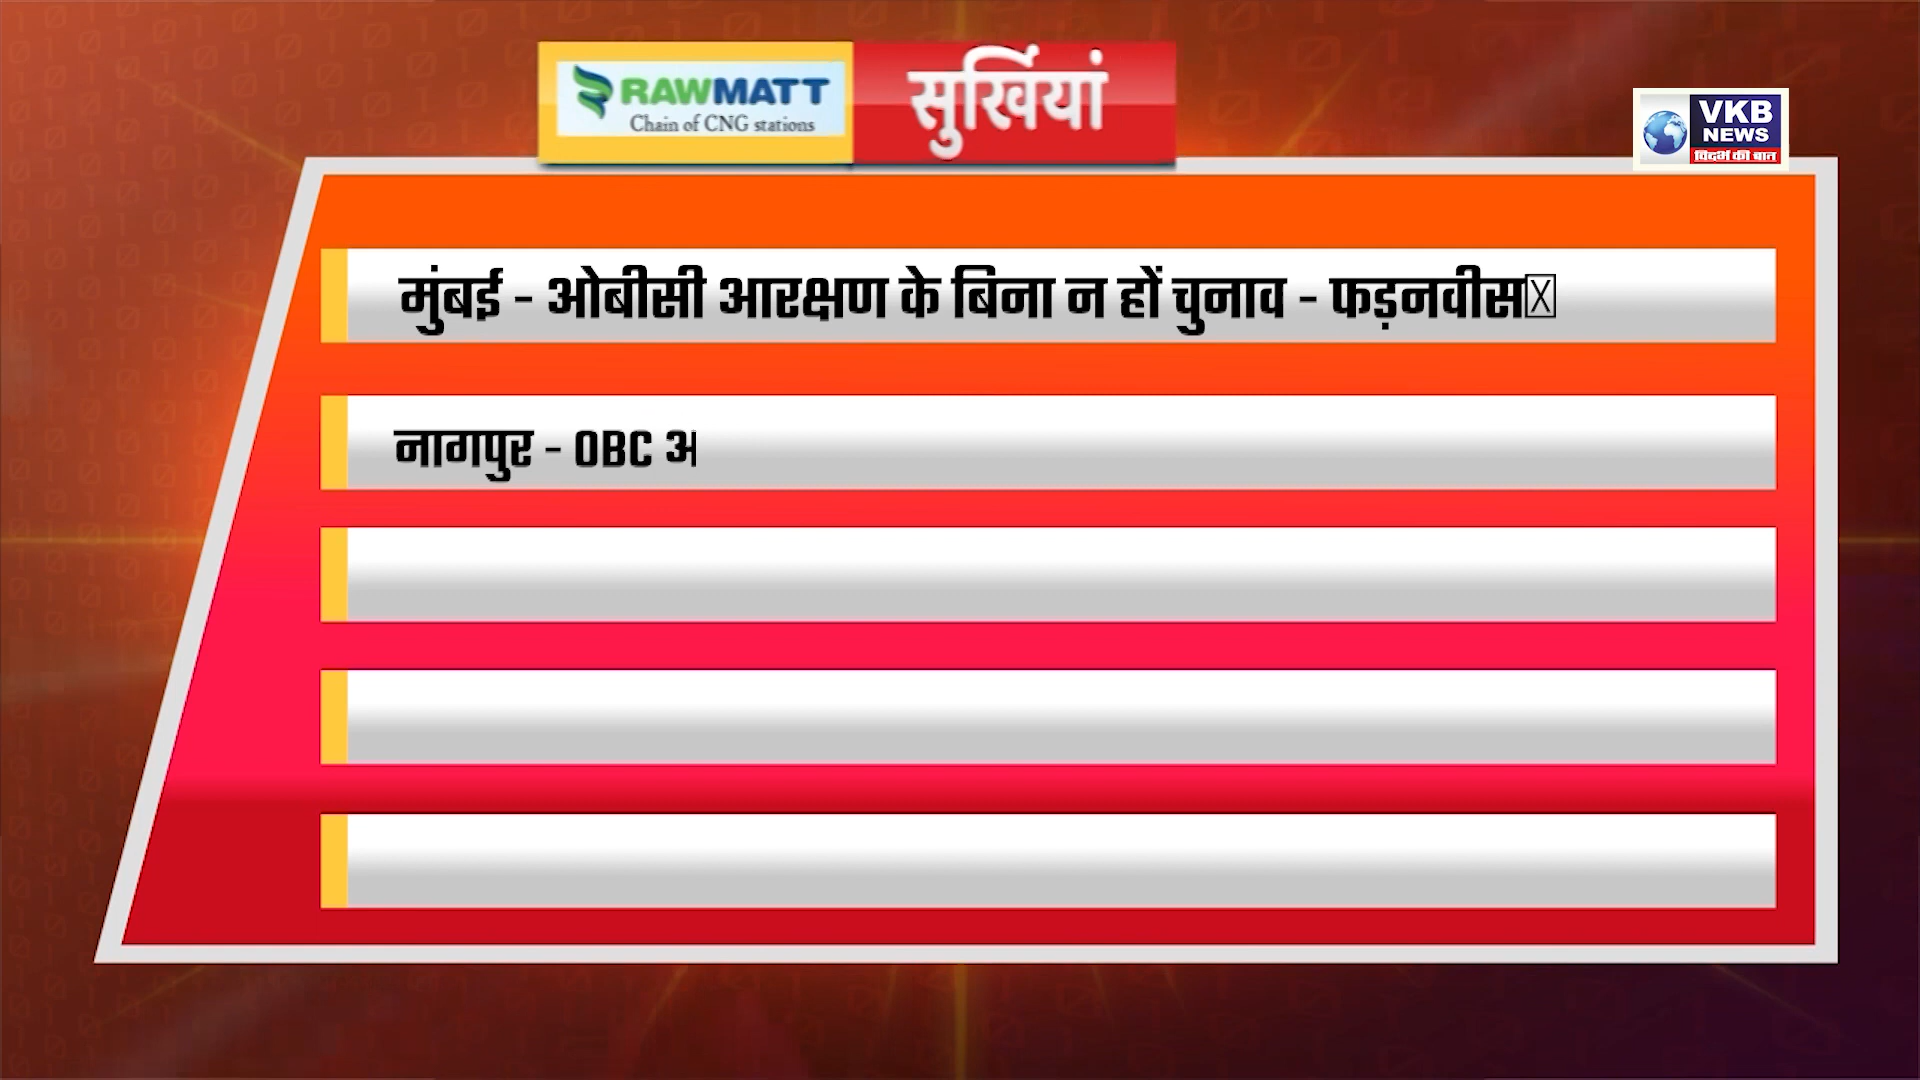 RAWMATT
Chain of CNG stations
सुर्खियां
VKB
NEWS
विदर्भ की बात
मुंबई - ओबीसी आरक्षण के बिना न हों चुनाव - फड़नवीस
नागपुर - OBC अ